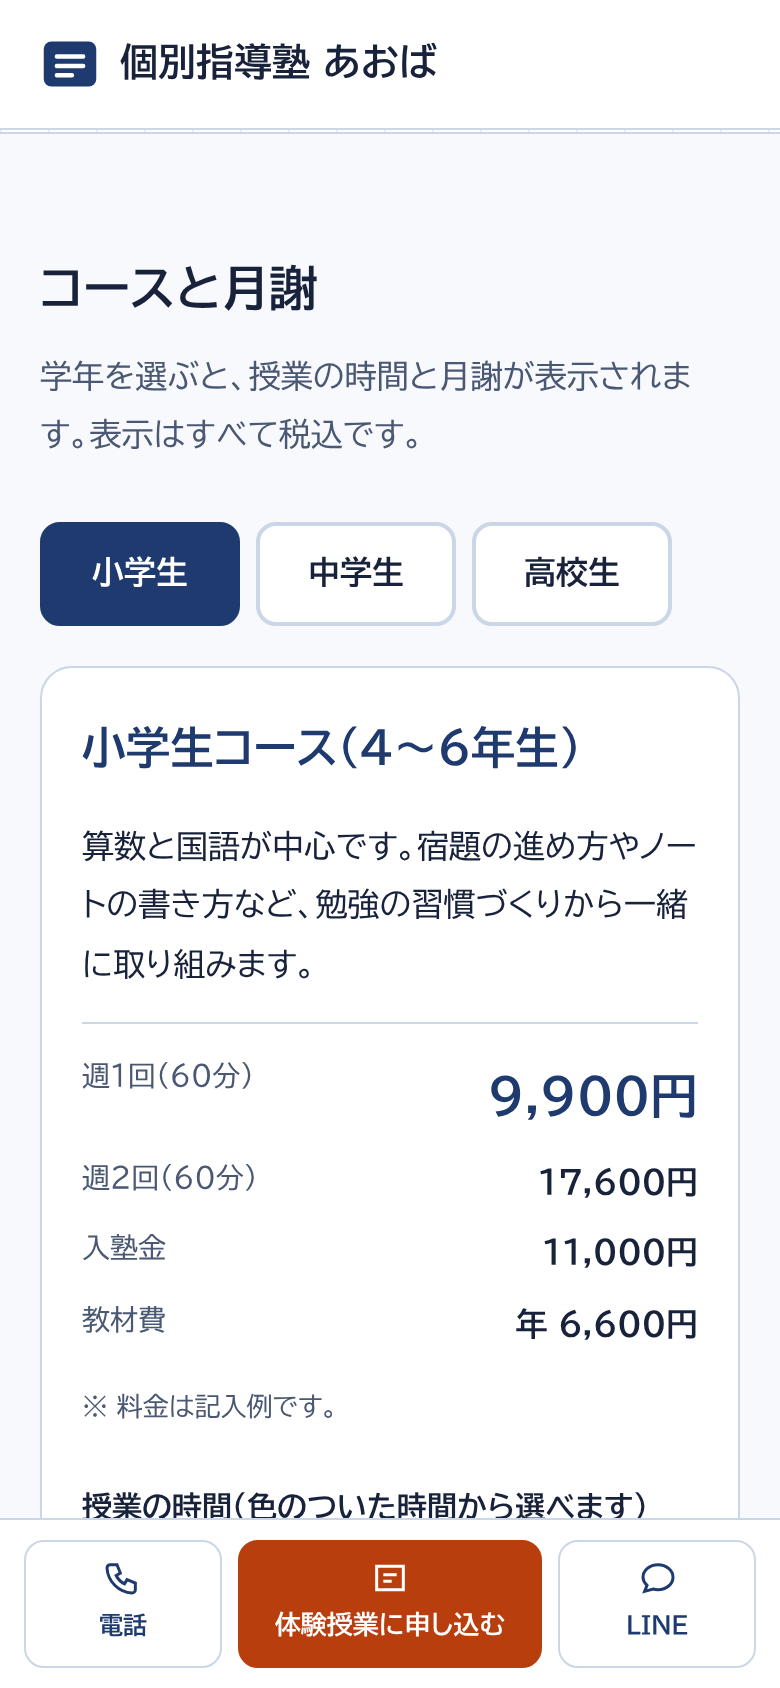 個別指導塾 あおば
コースと月謝
学年を選ぶと、授業の時間と月謝が表示されま
す。表示はすべて税込です。
小学生
中学生
高校生
小学生コース(4〜6年生)
算数と国語が中心です。宿題の進め方やノー
トの書き方など、勉強の習慣づくりから一緒
に取り組みます。
週1回(60分)
9,900円
週2回(60分)
17,600円
入塾金
11,000円
教材費
年 6,600円
※ 料金は記入例です。
授業の時間(色のついた時間から選べます)
電話
体験授業に申し込む
LINE